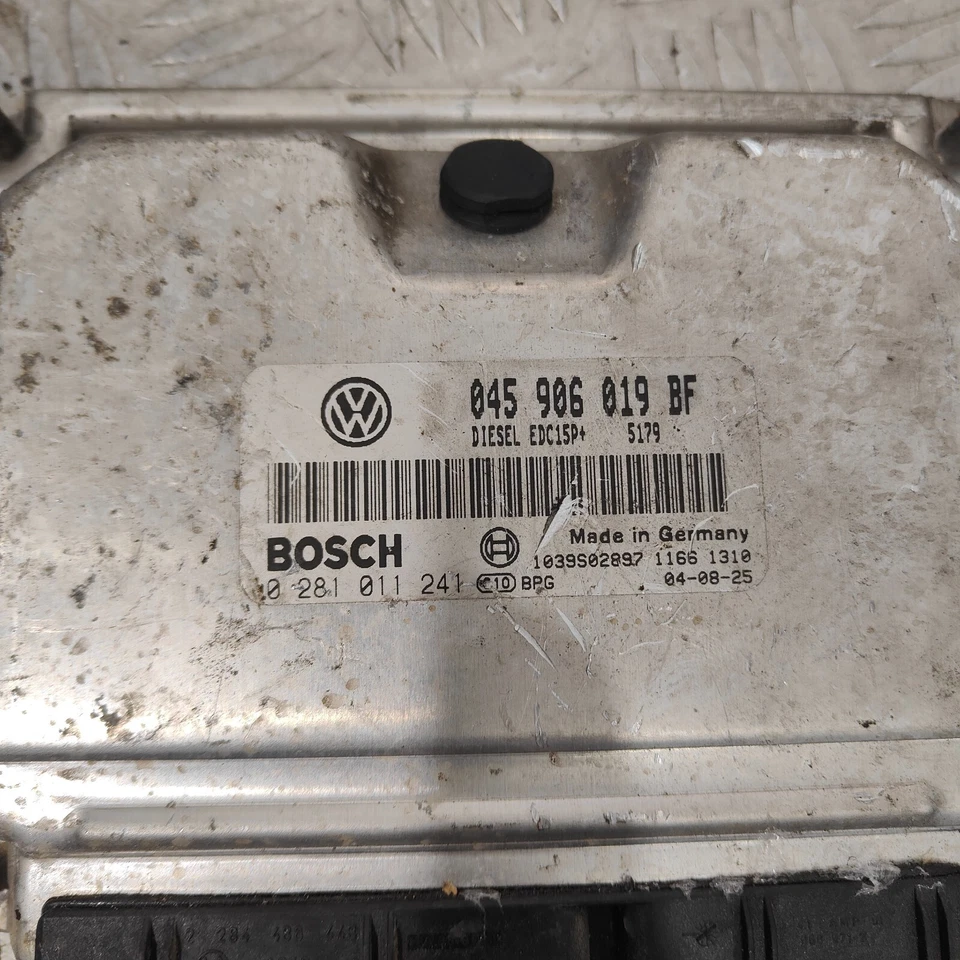 045 906 019 BF
DIESEL EDC15P+ 5179
BOSCH
Made in Germany
1039S02897 1166 1310
0 281 011 241 C10 BPG 04-08-25